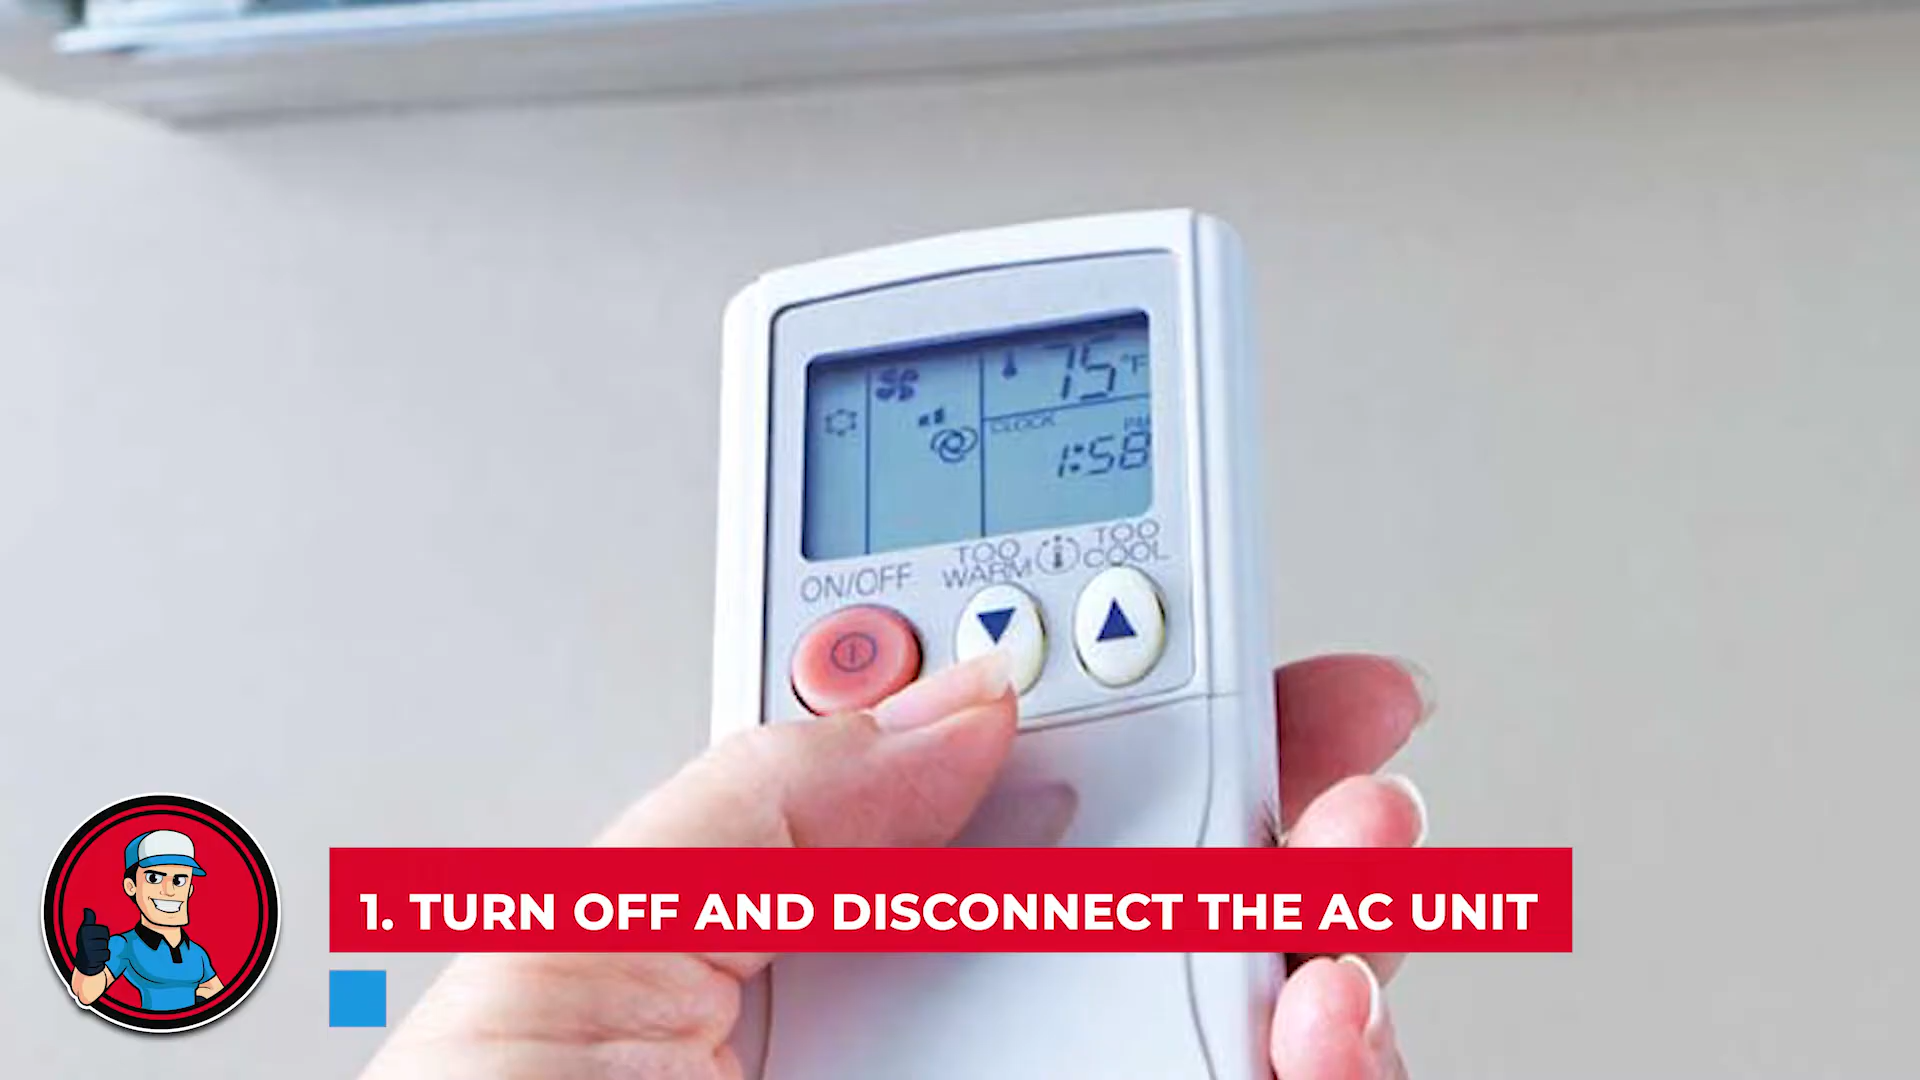 75°F
CLOCK
PM
1:58
ON/OFF
TOO
WARM
TOO
COOL
1. TURN OFF AND DISCONNECT THE AC UNIT